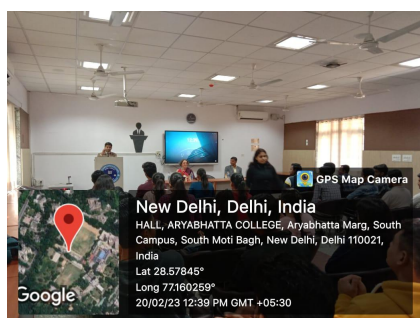 GPS Map Camera
New Delhi, Delhi, India
HALL, ARYABHATTA COLLEGE, Aryabhatta Marg, South
Campus, South Moti Bagh, New Delhi, Delhi 110021,
India
Lat 28.57845°
Long 77.160259°
20/02/23 12:39 PM GMT +05:30
Google